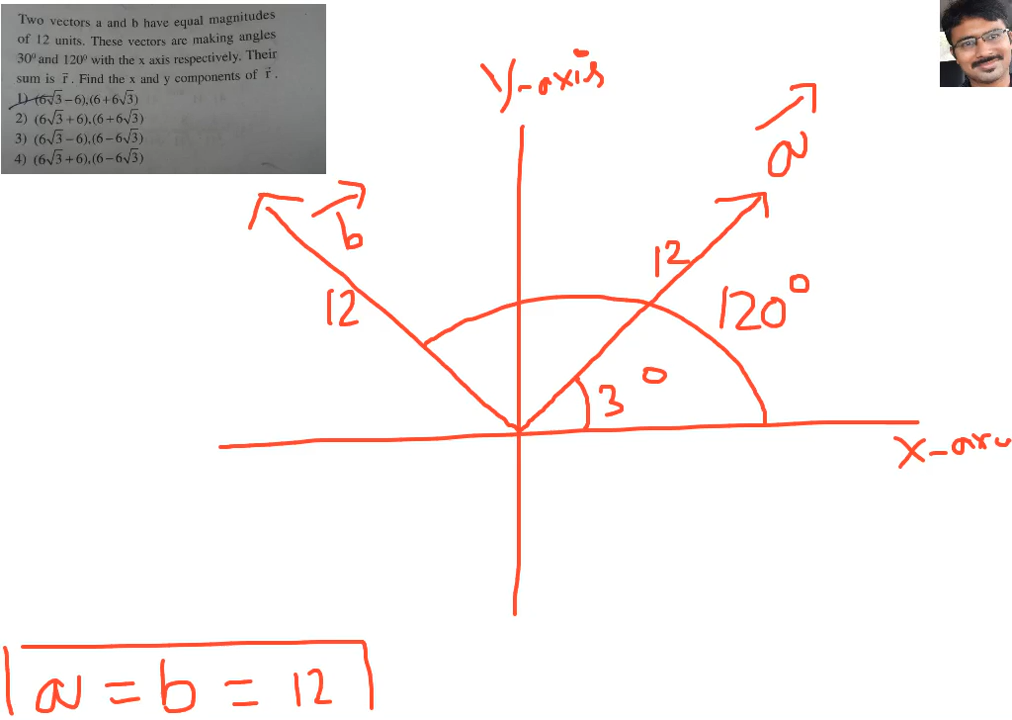 Two vectors a and b have equal magnitudes
of 12 units. These vectors are making angles
30⁰ and 120⁰ with the x axis respectively. Their
sum is r⃗. Find the x and y components of r⃗.
1) (6√3−6),(6+6√3)
2) (6√3+6),(6+6√3)
3) (6√3−6),(6−6√3)
4) (6√3+6),(6−6√3)
Y-axis
a
b
12
12
120⁰
3 0
a = b = 12